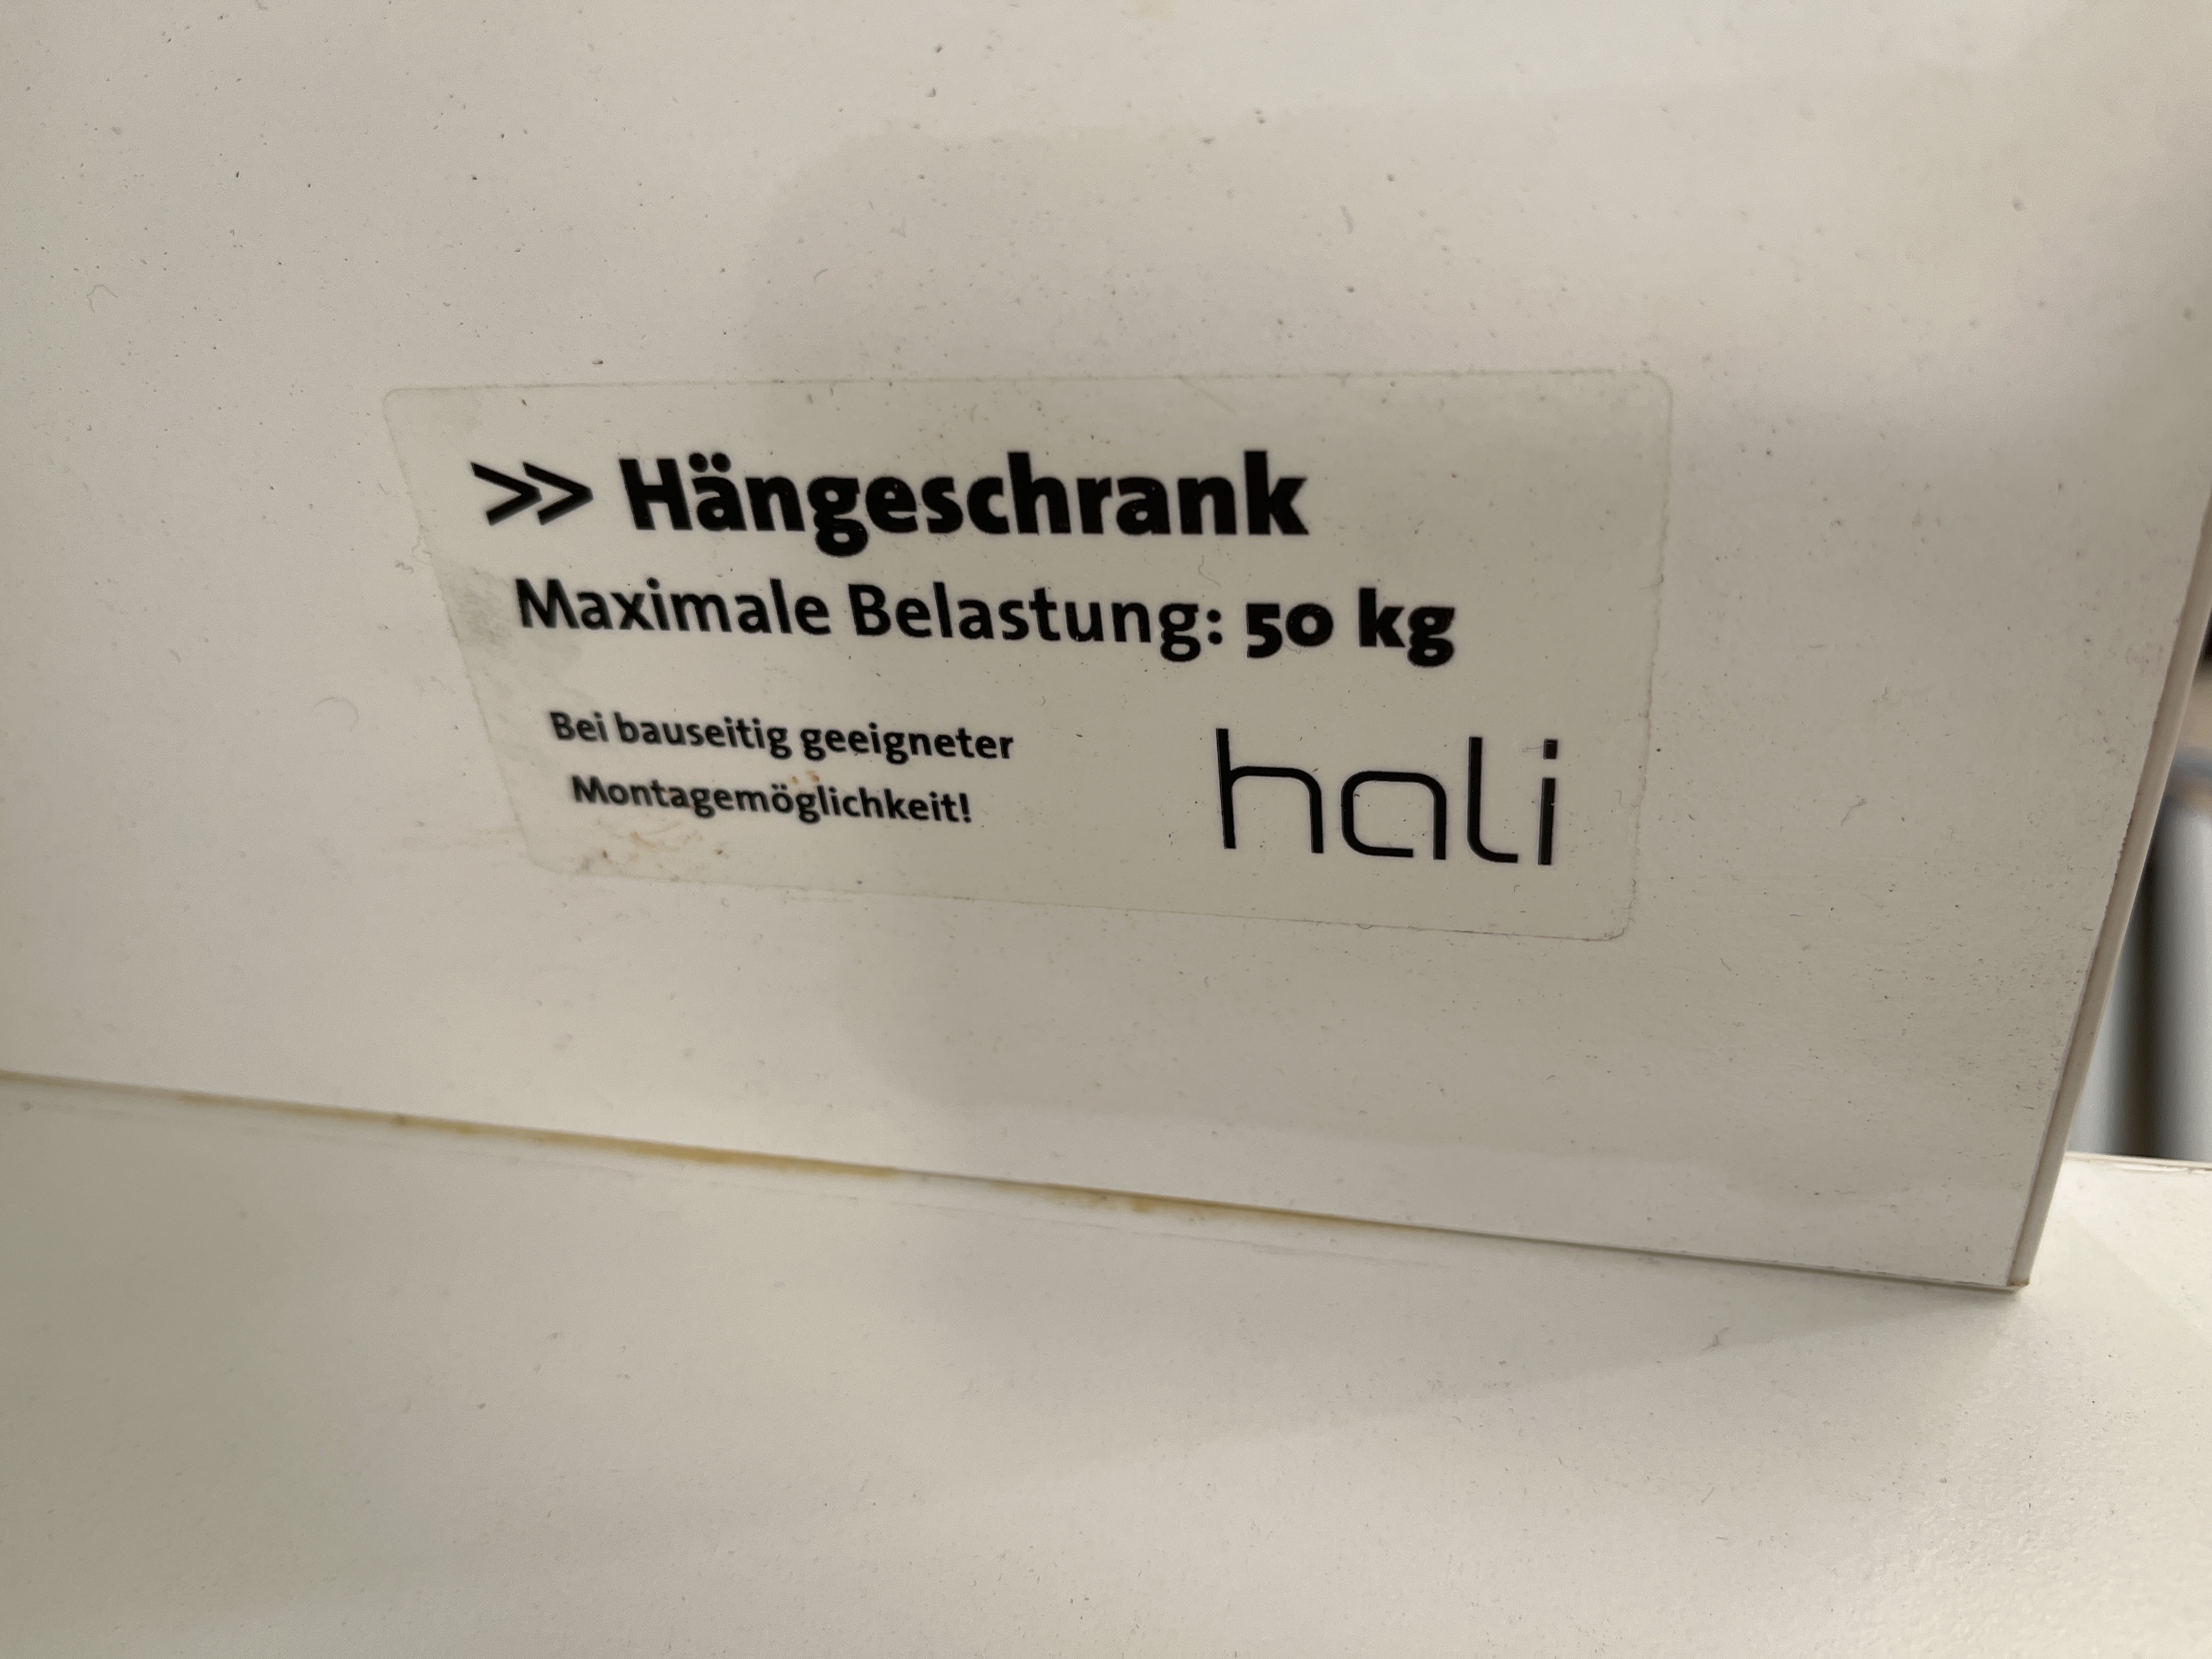 >> Hängeschrank
Maximale Belastung: 50 kg
Bei bauseitig geeigneter
Montagemöglichkeit!
hali